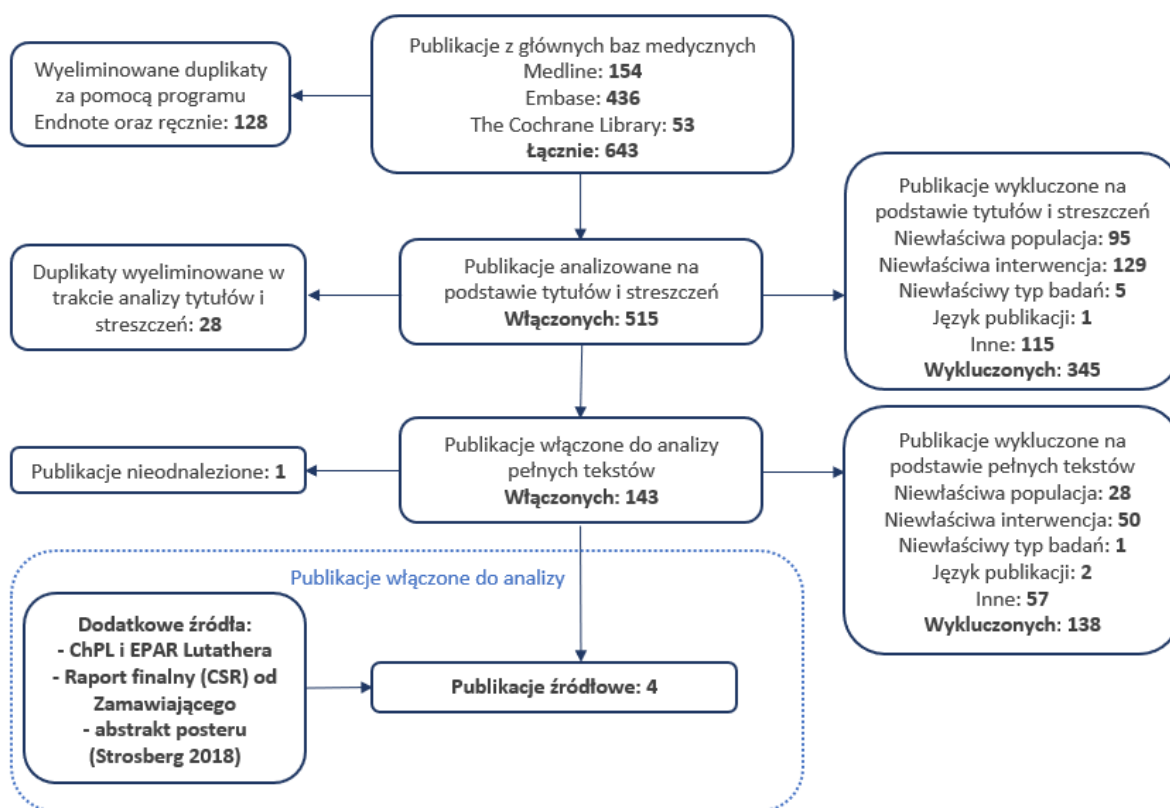 Publikacje z głównych baz medycznych
Medline: 154
Embase: 436
The Cochrane Library: 53
Łącznie: 643
Wyeliminowane duplikaty
za pomocą programu
Endnote oraz ręcznie: 128
Publikacje analizowane na
podstawie tytułów i streszczeń
Włączonych: 515
Duplikaty wyeliminowane w
trakcie analizy tytułów i
streszczeń: 28
Publikacje wykluczone na
podstawie tytułów i streszczeń
Niewłaściwa populacja: 95
Niewłaściwa interwencja: 129
Niewłaściwy typ badań: 5
Język publikacji: 1
Inne: 115
Wykluczonych: 345
Publikacje włączone do analizy
pełnych tekstów
Włączonych: 143
Publikacje nieodnalezione: 1
Publikacje wykluczone na
podstawie pełnych tekstów
Niewłaściwa populacja: 28
Niewłaściwa interwencja: 50
Niewłaściwy typ badań: 1
Język publikacji: 2
Inne: 57
Wykluczonych: 138
Publikacje włączone do analizy
Dodatkowe źródła:
- ChPL i EPAR Lutathera
- Raport finalny (CSR) od
Zamawiającego
- abstrakt posteru
(Strosberg 2018)
Publikacje źródłowe: 4